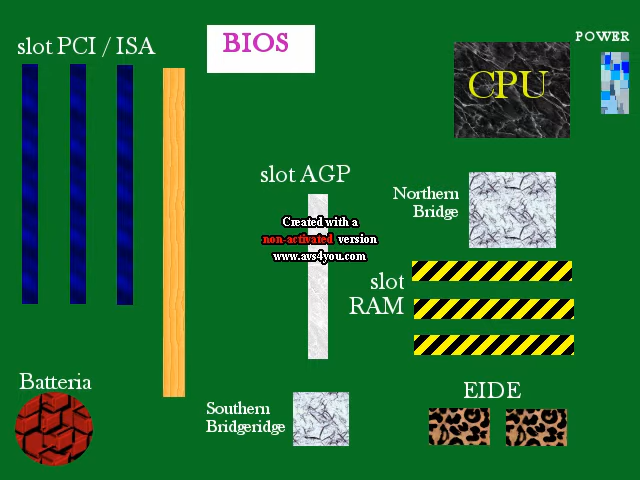 slot PCI / ISA
BIOS
POWER
CPU
slot AGP
Northern
Bridge
Created with a
non-activated version
www.avs4you.com
slot
RAM
Batteria
EIDE
Southern
Bridgeridge